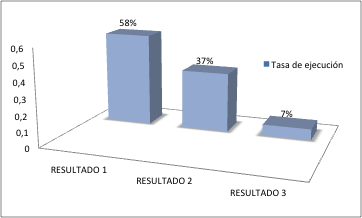 58%
37%
7%
0,6
0,5
0,4
0,3
0,2
0,1
0
Tasa de ejecución
RESULTADO 1
RESULTADO 2
RESULTADO 3